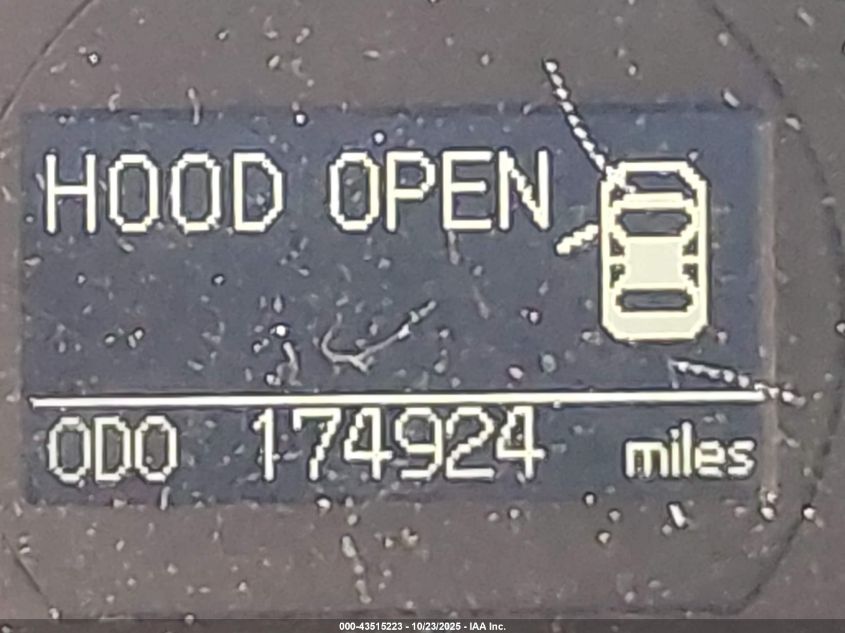 HOOD OPEN
ODO 174924 miles
000-43515223 - 10/23/2025 - IAA Inc.